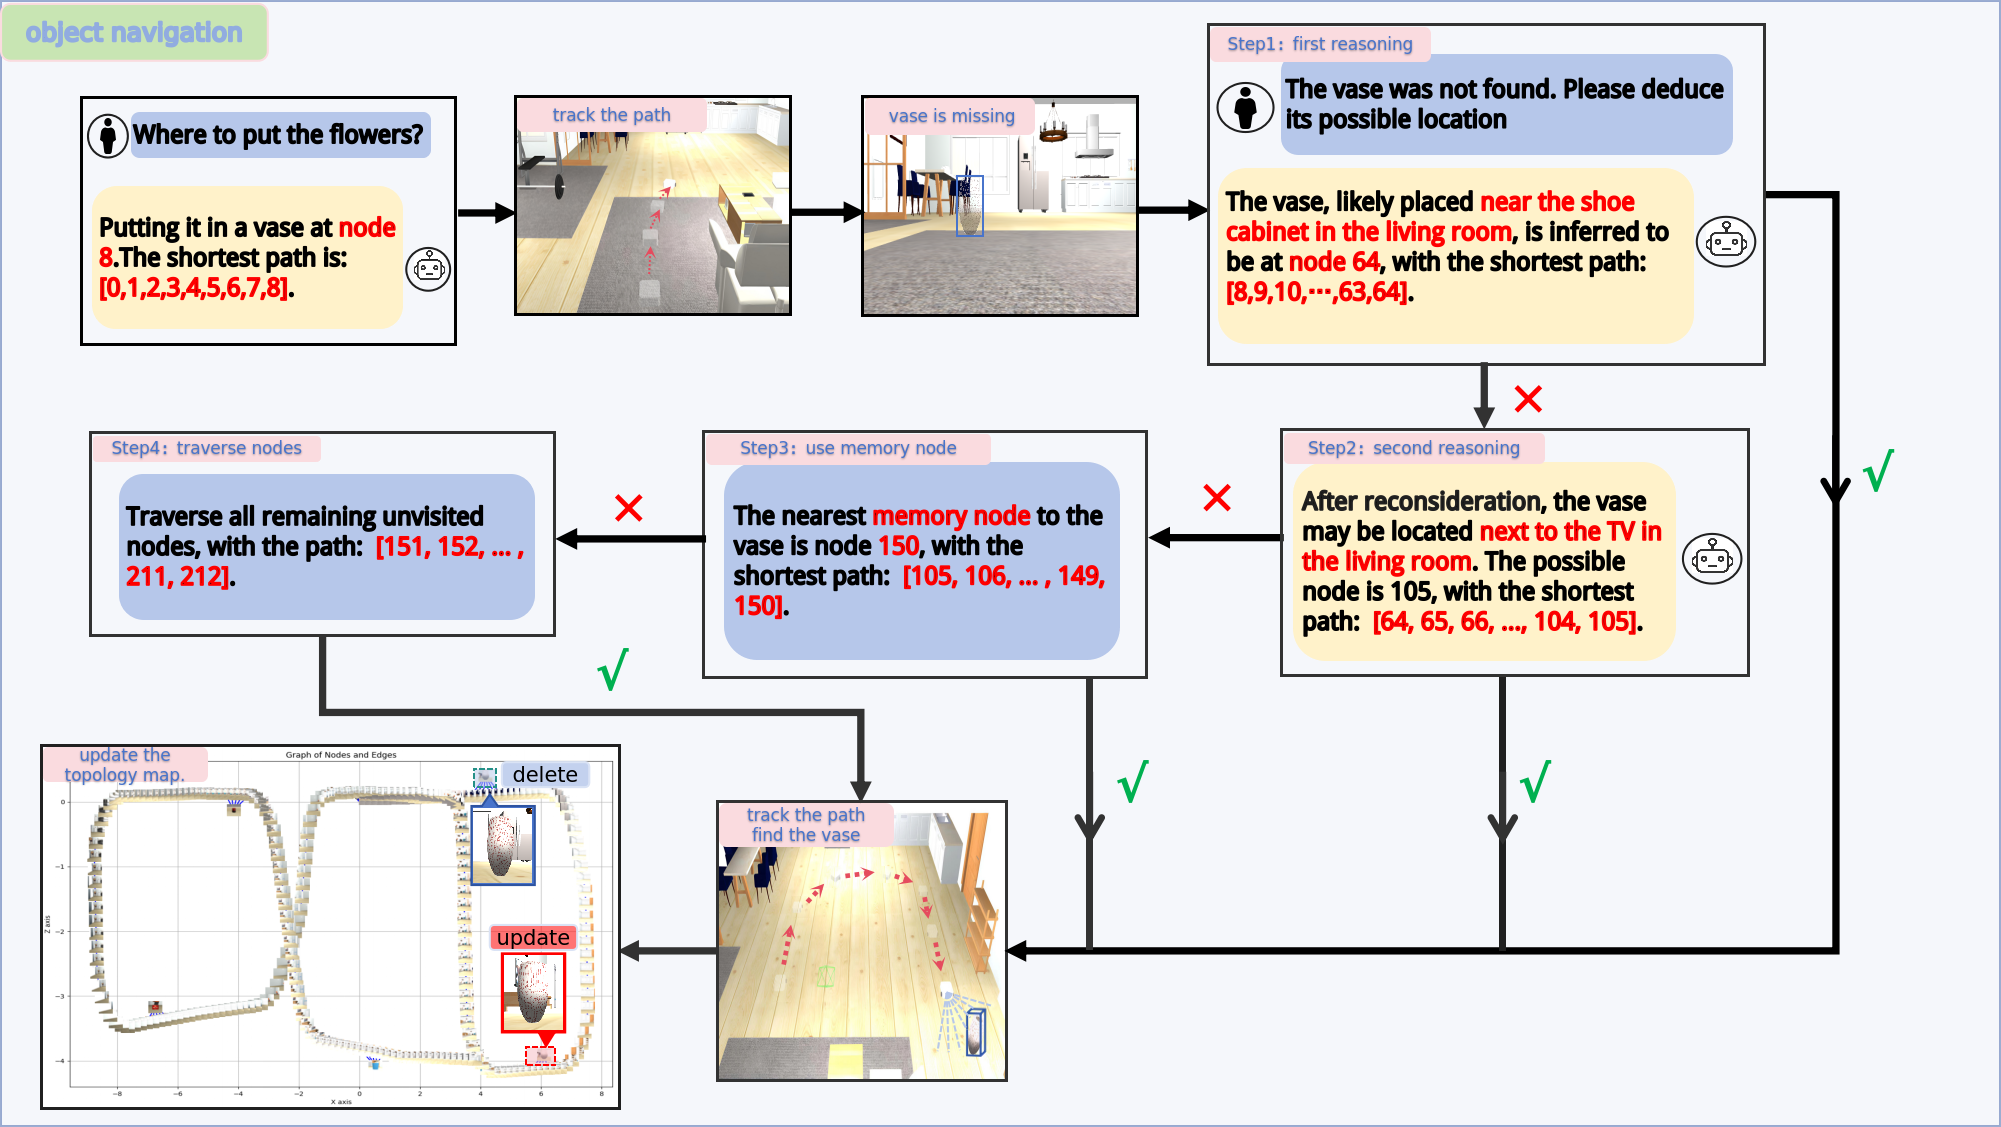 object navigation
Where to put the flowers?
Putting it in a vase at node
8.The shortest path is:
[0,1,2,3,4,5,6,7,8].
track the path
vase is missing
Step1: first reasoning
The vase was not found. Please deduce
its possible location
The vase, likely placed near the shoe
cabinet in the living room, is inferred to
be at node 64, with the shortest path:
[8,9,10,···,63,64].
Step2: second reasoning
After reconsideration, the vase
may be located next to the TV in
the living room. The possible
node is 105, with the shortest
path: [64, 65, 66, ..., 104, 105].
Step3: use memory node
The nearest memory node to the
vase is node 150, with the
shortest path: [105, 106, ... , 149,
150].
Step4: traverse nodes
Traverse all remaining unvisited
nodes, with the path: [151, 152, ... ,
211, 212].
track the path
find the vase
update the
topology map.
Graph of Nodes and Edges
delete
update
Z axis
0
−1
−2
−3
−4
−8
−6
−4
−2
0
2
4
6
8
X axis